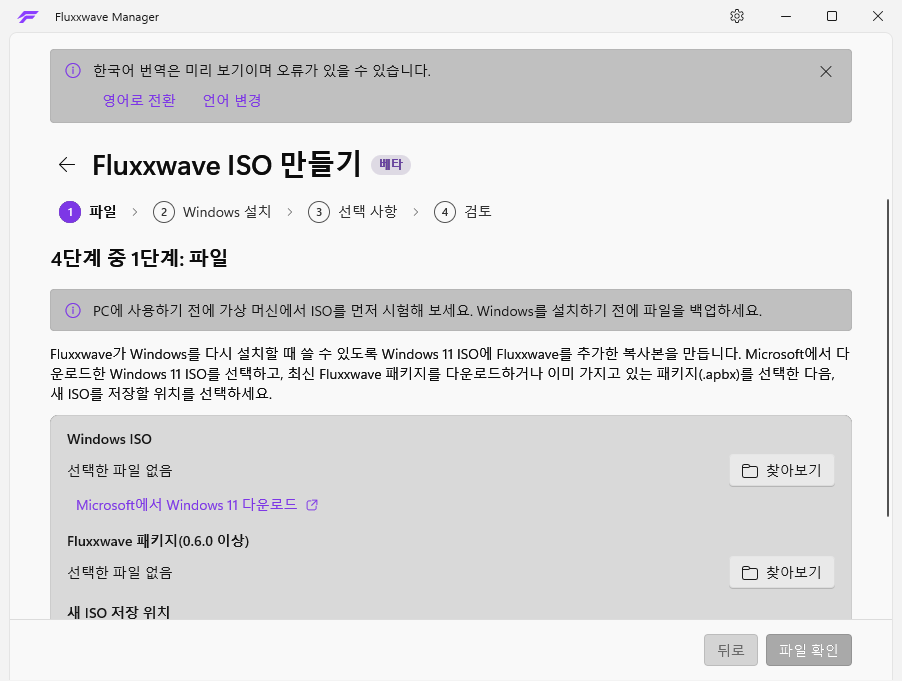 Fluxxwave Manager
한국어 번역은 미리 보기이며 오류가 있을 수 있습니다.
영어로 전환 언어 변경
Fluxxwave ISO 만들기 베타
1 파일 2 Windows 설치 3 선택 사항 4 검토
4단계 중 1단계: 파일
PC에 사용하기 전에 가상 머신에서 ISO를 먼저 시험해 보세요. Windows를 설치하기 전에 파일을 백업하세요.
Fluxxwave가 Windows를 다시 설치할 때 쓸 수 있도록 Windows 11 ISO에 Fluxxwave를 추가한 복사본을 만듭니다. Microsoft에서 다
운로드한 Windows 11 ISO를 선택하고, 최신 Fluxxwave 패키지를 다운로드하거나 이미 가지고 있는 패키지(.apbx)를 선택한 다음,
새 ISO를 저장할 위치를 선택하세요.
Windows ISO
선택한 파일 없음
찾아보기
Microsoft에서 Windows 11 다운로드
Fluxxwave 패키지(0.6.0 이상)
선택한 파일 없음
찾아보기
새 ISO 저장 위치
뒤로 파일 확인